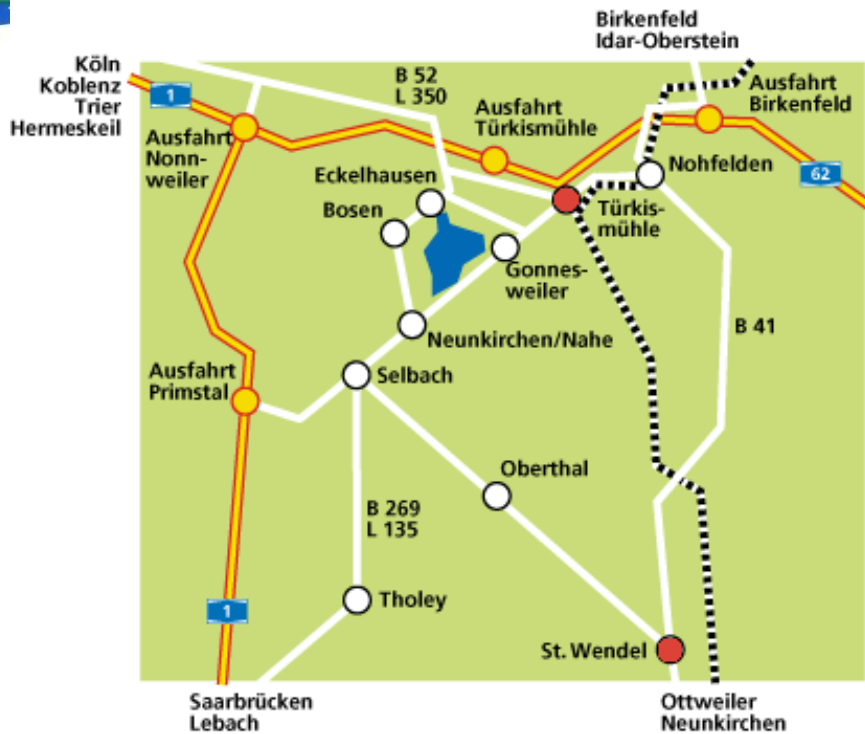 Birkenfeld
Idar-Oberstein
Köln
Koblenz
Trier
Hermeskeil
1
B 52
L 350
Ausfahrt
Türkismühle
Ausfahrt
Birkenfeld
Ausfahrt
Nonn-
weiler
Eckelhausen
Bosen
Nohfelden
62
Türkis-
mühle
Gonnes-
weiler
B 41
Neunkirchen/Nahe
Ausfahrt
Primstal
Selbach
Oberthal
B 269
L 135
Tholey
1
St. Wendel
Saarbrücken
Lebach
Ottweiler
Neunkirchen